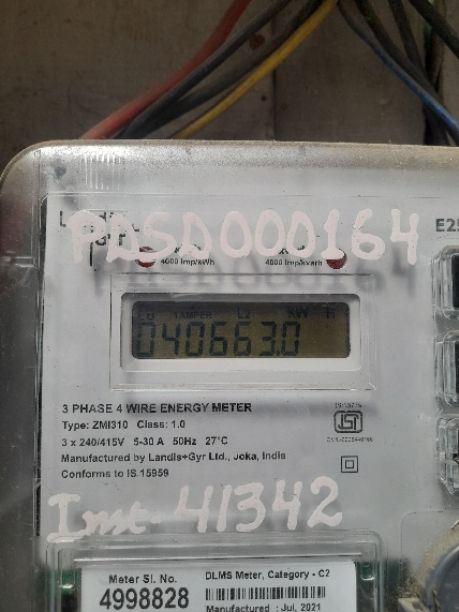 PDSD000164
E25
4000 Imp/kWh
4000 Imp/kvarh
TAMPER L2 kW h
040663.0
3 PHASE 4 WIRE ENERGY METER
Type: ZMI310 Class: 1.0
3 x 240/415V 5-30 A 50Hz 27°C
Manufactured by Landis+Gyr Ltd., Joka, India
Conforms to IS 15959
Inst-41342
Meter Sl. No.
4998828
DLMS Meter, Category - C2
Manufactured : Jul, 2021